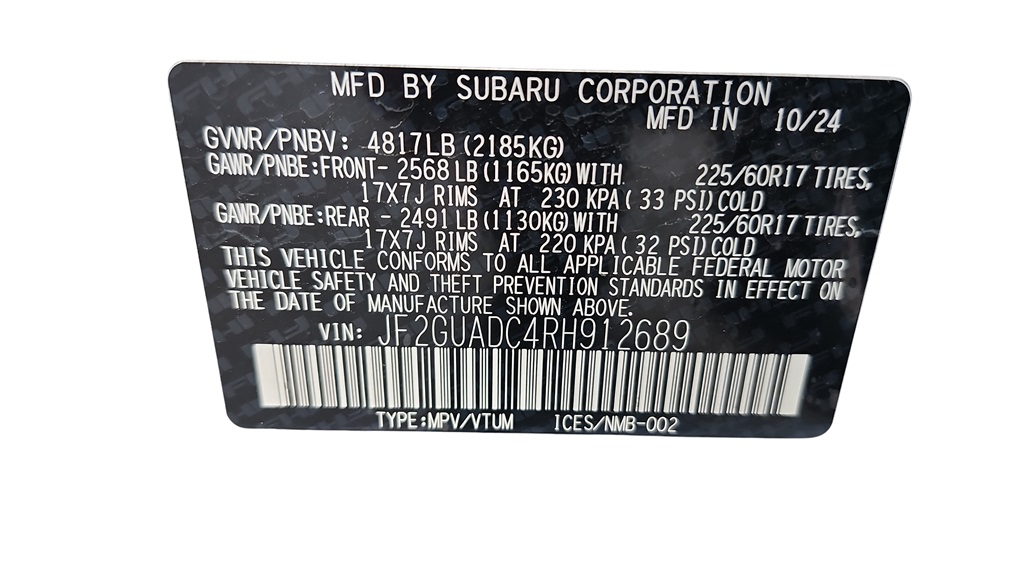 MFD BY SUBARU CORPORATION
MFD IN 10/24
GVWR/PNBV: 4817LB (2185KG)
GAWR/PNBE:FRONT- 2568 LB (1165KG) WITH 225/60R17 TIRES,
17X7J RIMS AT 230 KPA ( 33 PSI) COLD
GAWR/PNBE:REAR - 2491 LB (1130KG) WITH 225/60R17 TIRES,
17X7J RIMS AT 220 KPA ( 32 PSI) COLD
THIS VEHICLE CONFORMS TO ALL APPLICABLE FEDERAL MOTOR
VEHICLE SAFETY AND THEFT PREVENTION STANDARDS IN EFFECT ON
THE DATE OF MANUFACTURE SHOWN ABOVE.
VIN: JF2GUADC4RH912689
TYPE:MPV/VTUM ICES/NMB-002